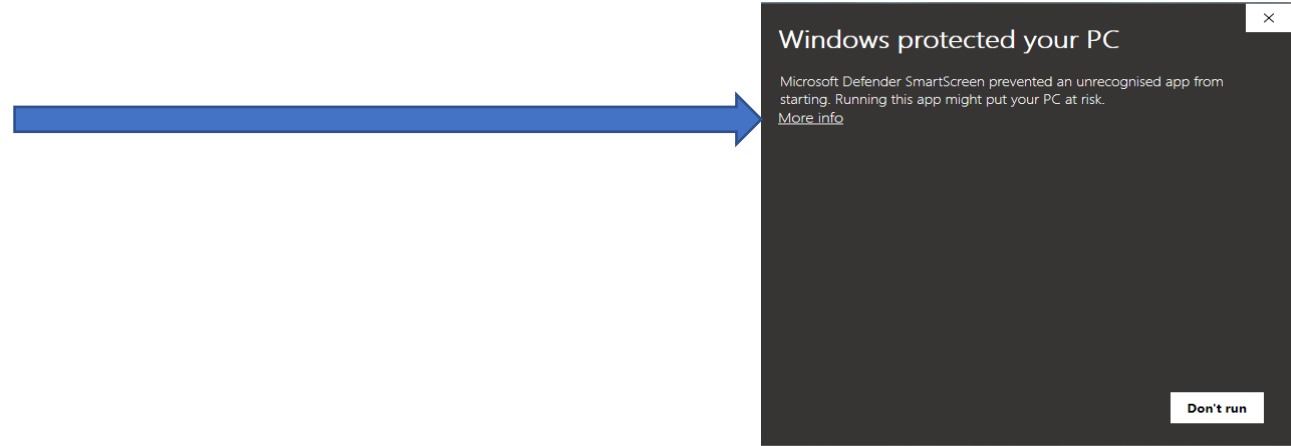 Windows protected your PC
Microsoft Defender SmartScreen prevented an unrecognised app from
starting. Running this app might put your PC at risk.
More info
Don't run